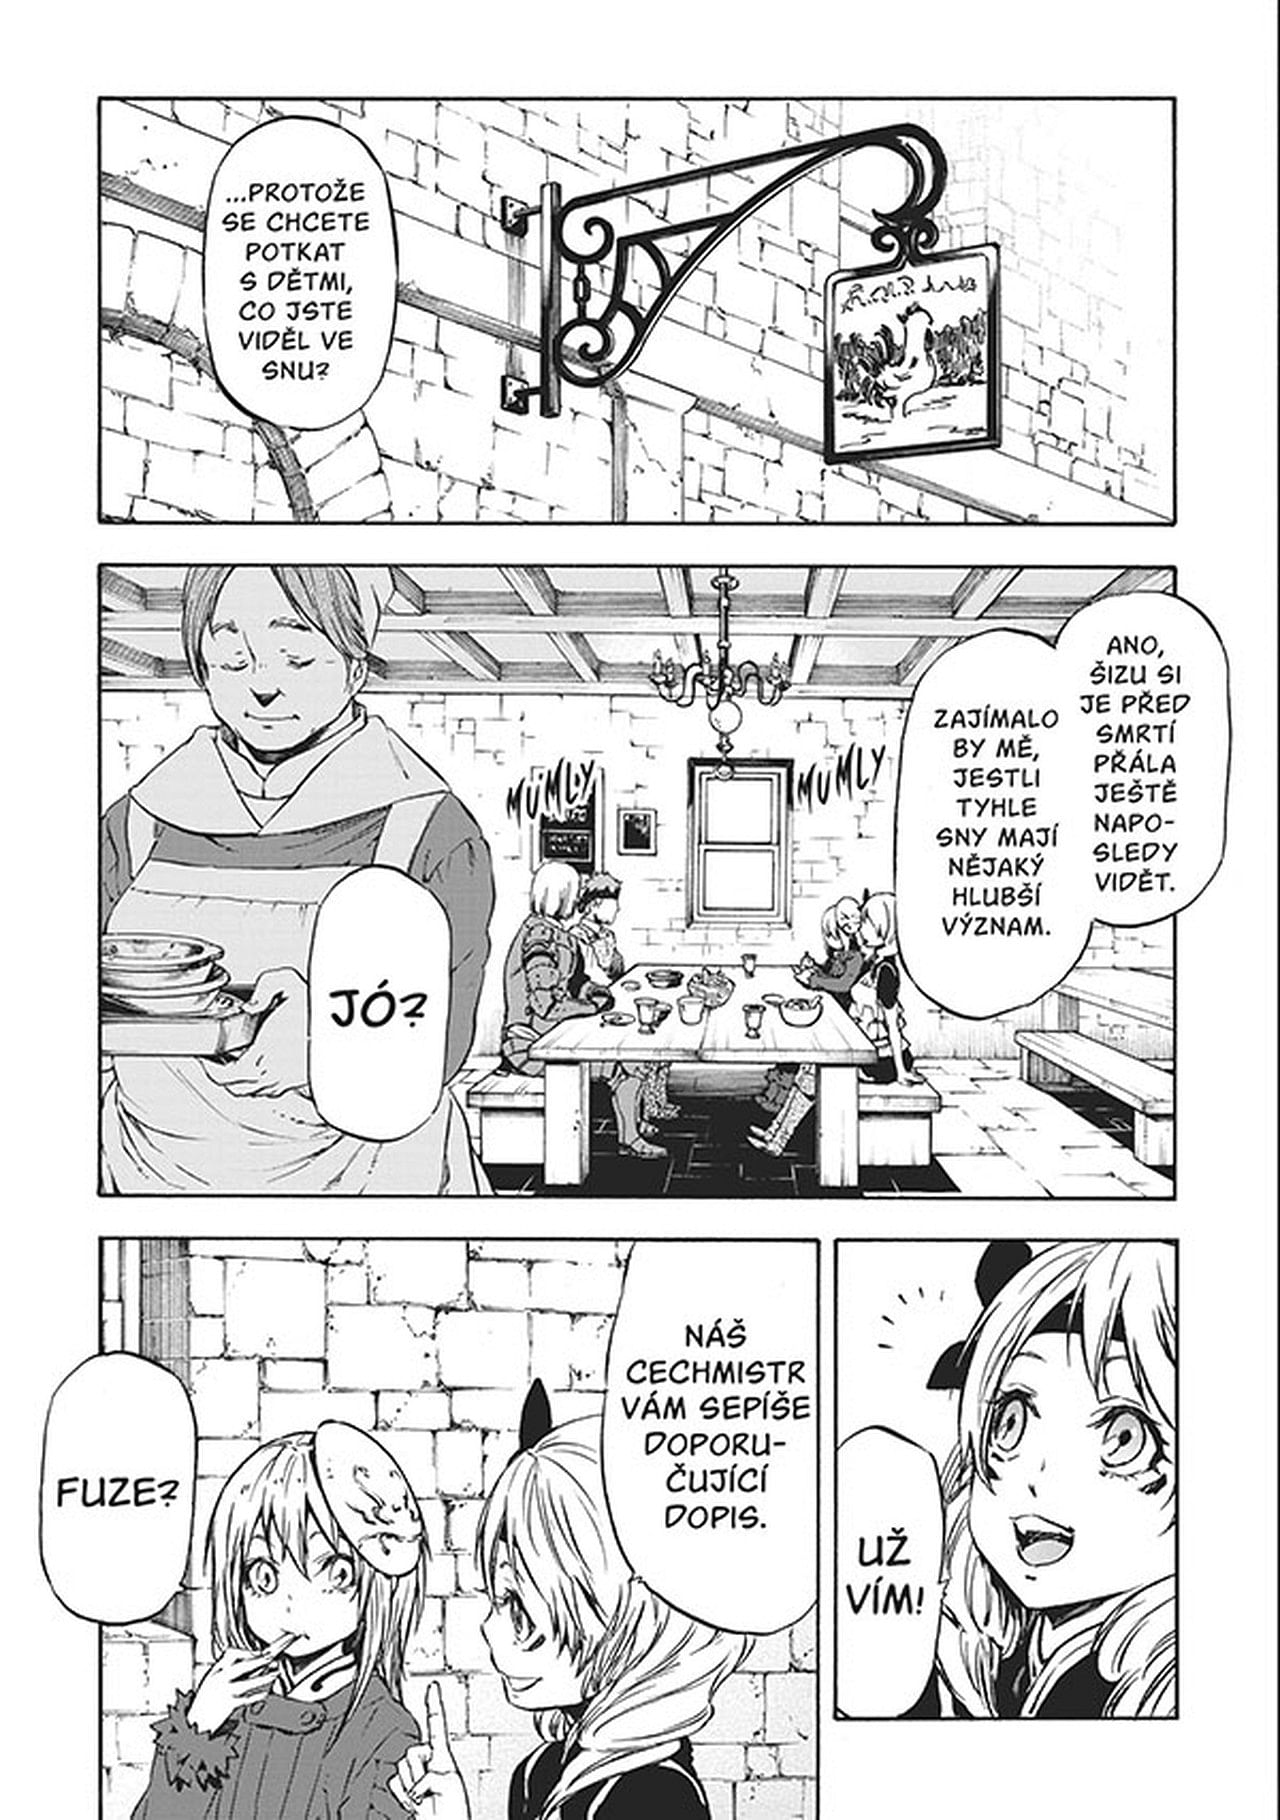 ...PROTOŽE
SE CHCETE
POTKAT
S DĚTMI,
CO JSTE
VIDĚL VE
SNU?
ANO,
ŠIZU SI
JE PŘED
SMRTÍ
PŘÁLA
JEŠTĚ
NAPO-
SLEDY
VIDĚT.
ZAJÍMALO
BY MĚ,
JESTLI
TYHLE
SNY MAJÍ
NĚJAKÝ
HLUBŠÍ
VÝZNAM.
MUMLY
MUMLY
JÓ?
UŽ
VÍM!
NÁŠ
CECHMISTR
VÁM SEPÍŠE
DOPORU-
ČUJÍCÍ
DOPIS.
FUZE?